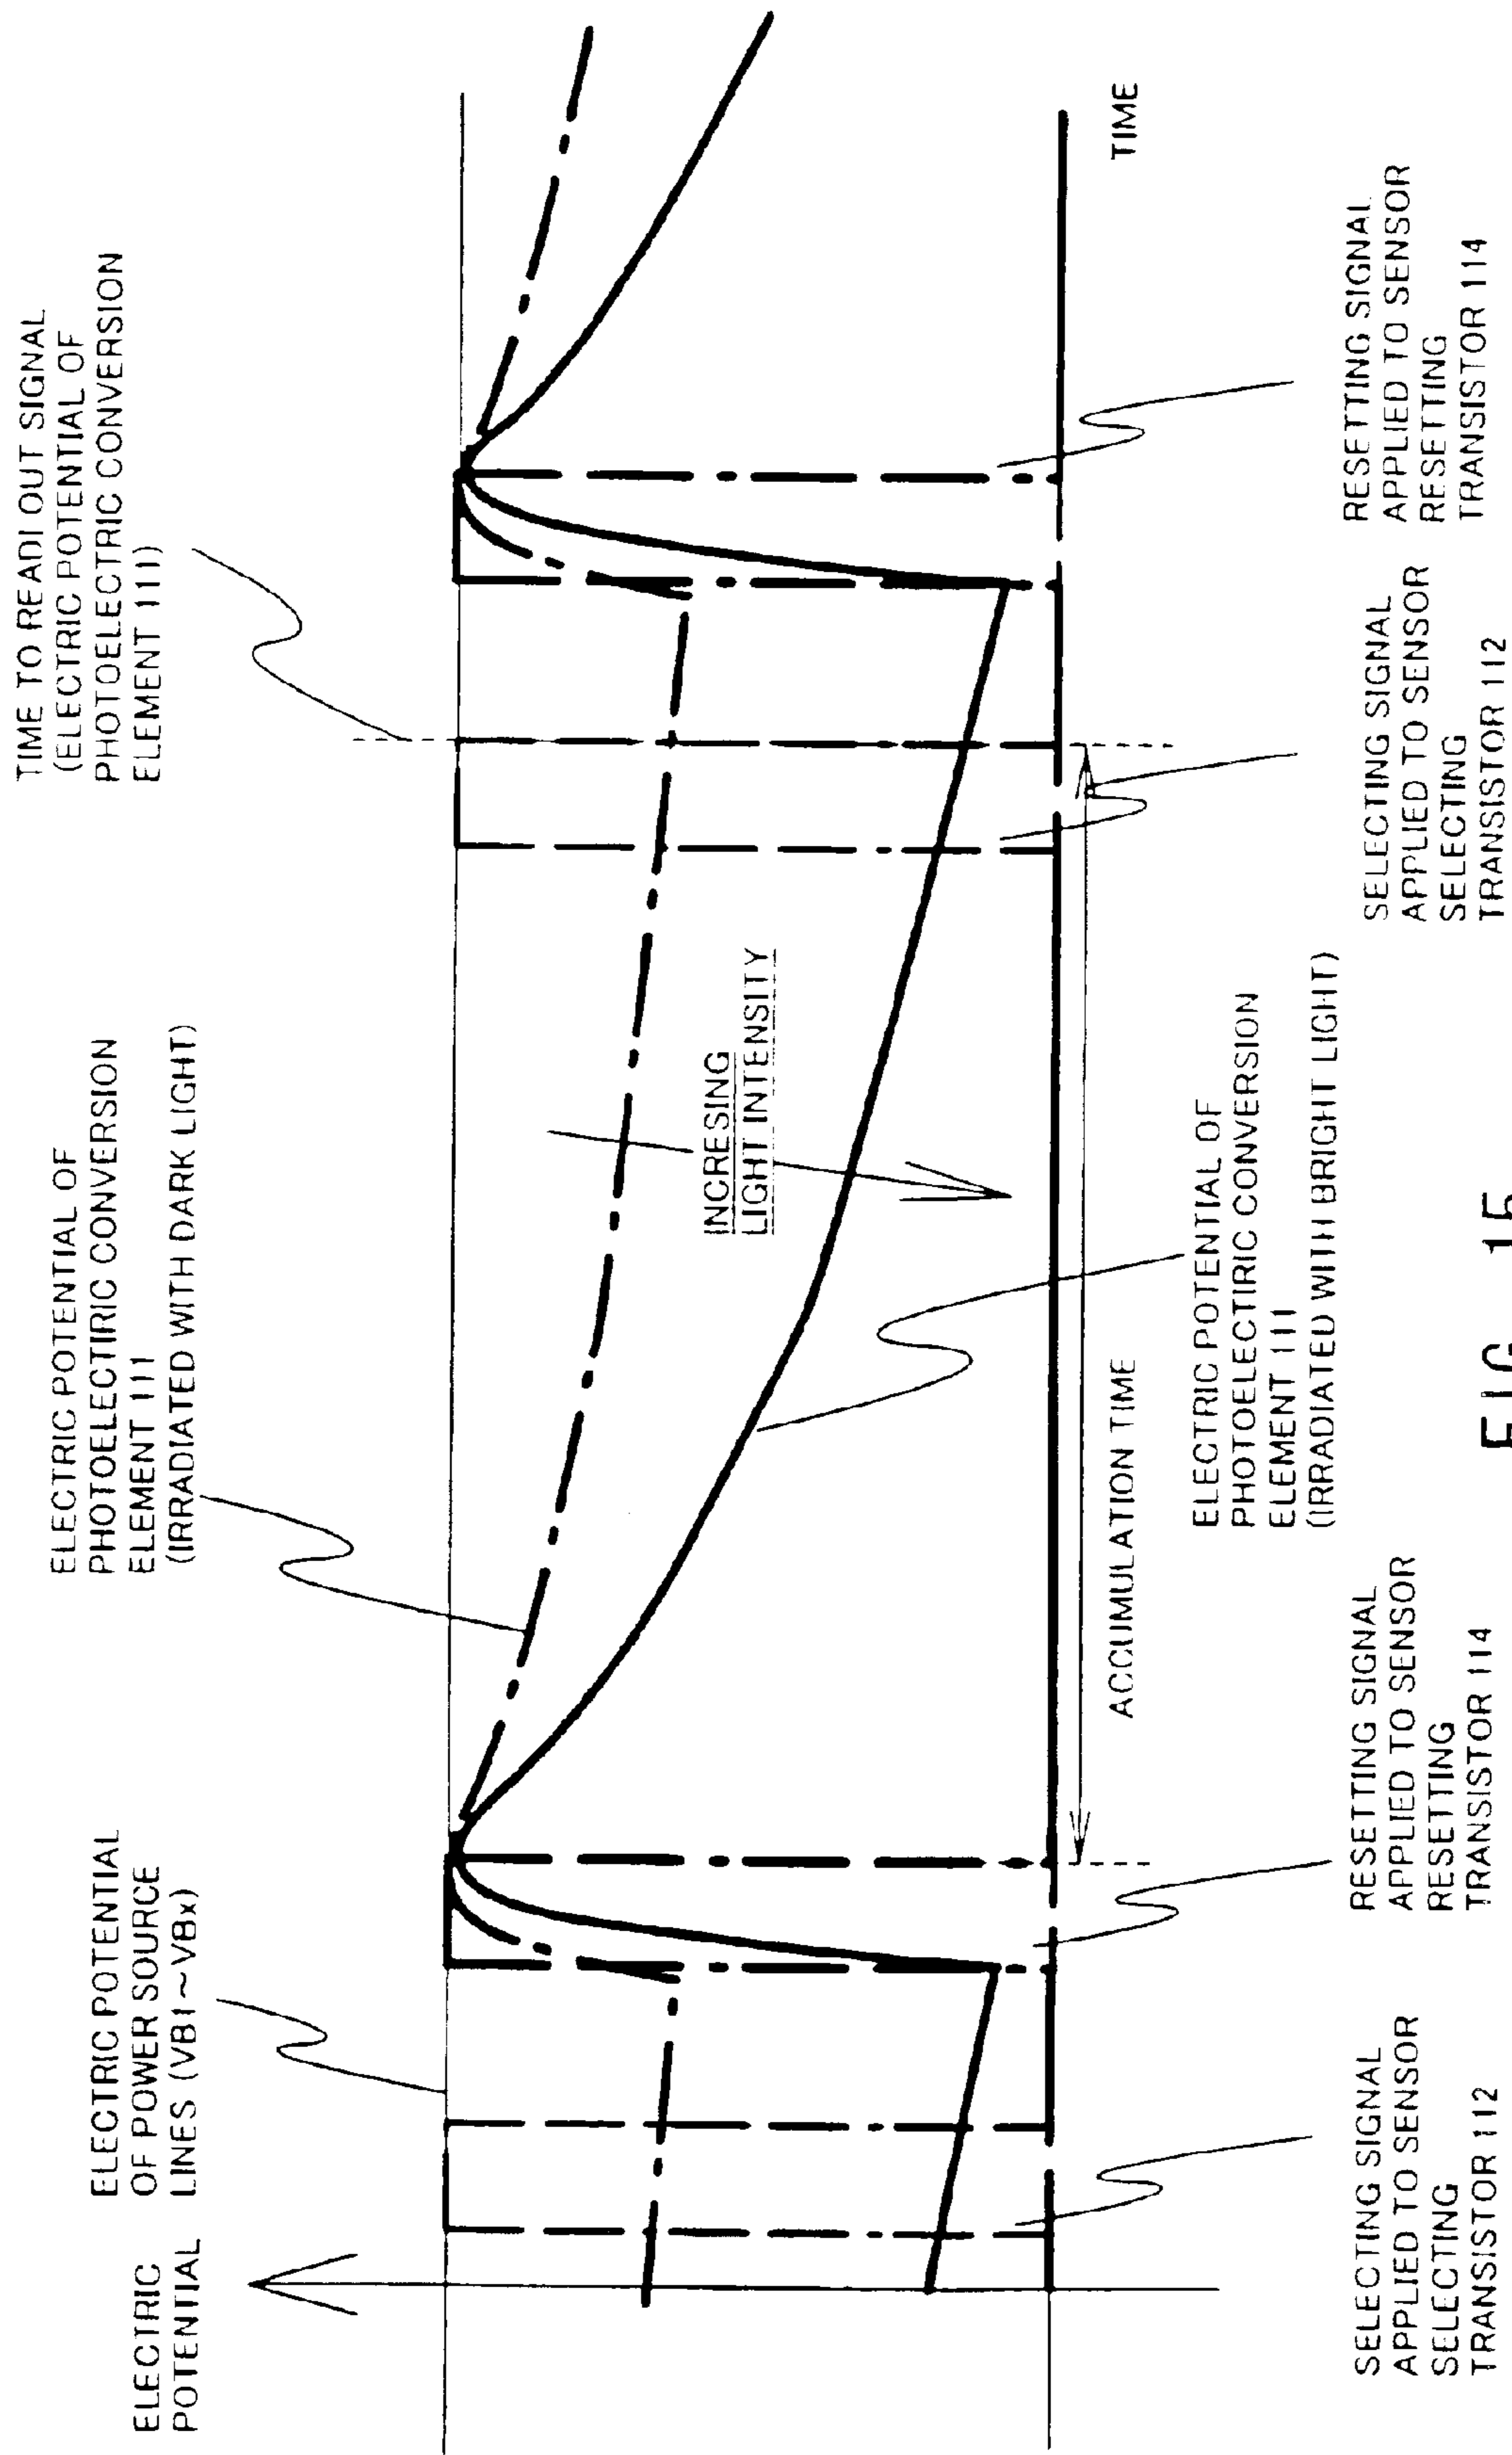 ELECTRIC
POTENTIAL
ELECTRIC POTENTIAL
OF POWER SOURCE
LINES (VB1~VBx)
ELECTRIC POTENTIAL OF
PHOTOELECTIRIC CONVERSION
ELEMENT 111
(IRRADIATED WITH DARK LIGHT)
TIME TO READ OUT SIGNAL
(ELECTRIC POTENTIAL OF
PHOTOELECTRIC CONVERSION
ELEMENT 111)
INCRESING
LIGHT INTENSITY
ACCUMULATION TIME
TIME
ELECTRIC POTENTIAL OF
PHOTOELECTIRIC CONVERSION
ELEMENT 111
(IRRADIATED WITH BRIGHT LIGHT)
SELECTING SIGNAL
APPLIED TO SENSOR
SELECTING
TRANSISTOR 112
RESETTING SIGNAL
APPLIED TO SENSOR
RESETTING
TRANSISTOR 114
SELECTING SIGNAL
APPLIED TO SENSOR
SELECTING
TRANSISTOR 112
RESETTING SIGNAL
APPLIED TO SENSOR
RESETTING
TRANSISTOR 114
FIG 15